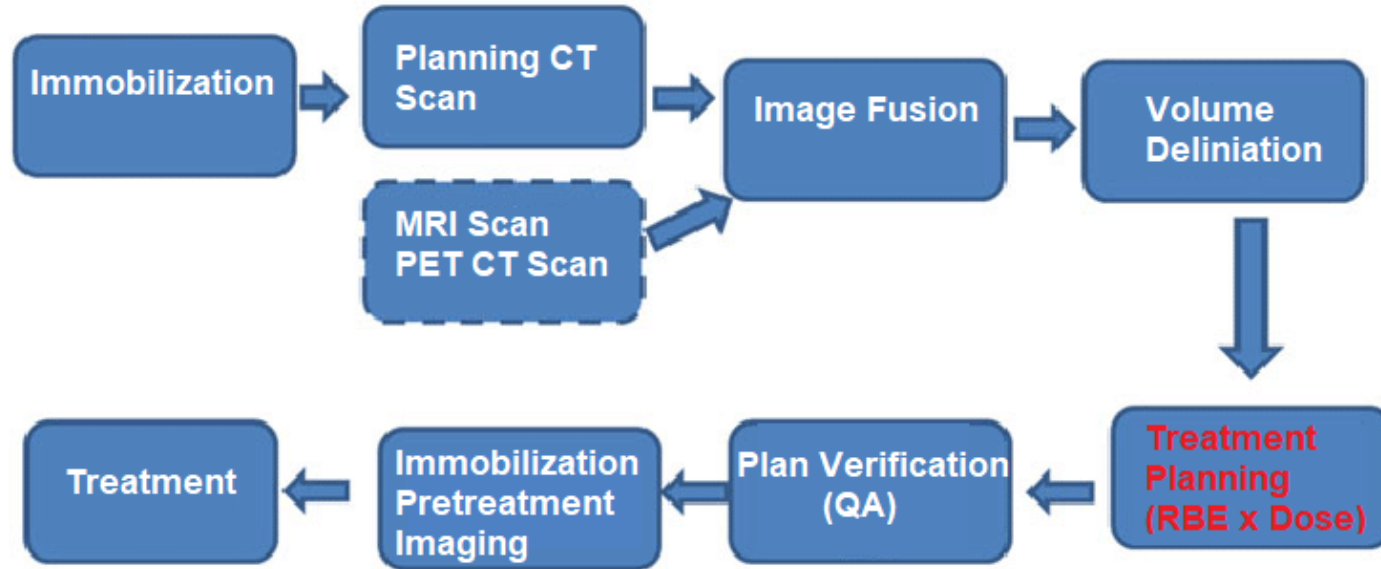 Immobilization
Planning CT
Scan
MRI Scan
PET CT Scan
Image Fusion
Volume
Deliniation
Treatment
Planning
(RBE x Dose)
Plan Verification
(QA)
Immobilization
Pretreatment
Imaging
Treatment